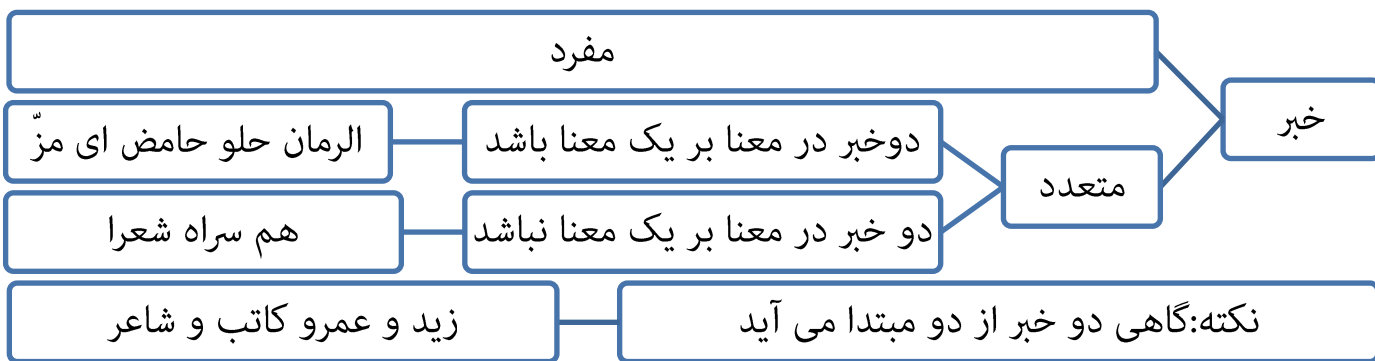 خبر
مفرد
متعدد
دوخبر در معنا بر یک معنا باشد
الرمان حلو حامض ای مزّ
دو خبر در معنا بر یک معنا نباشد
هم سراه شعرا
نکته:گاهی دو خبر از دو مبتدا می آید
زید و عمرو کاتب و شاعر